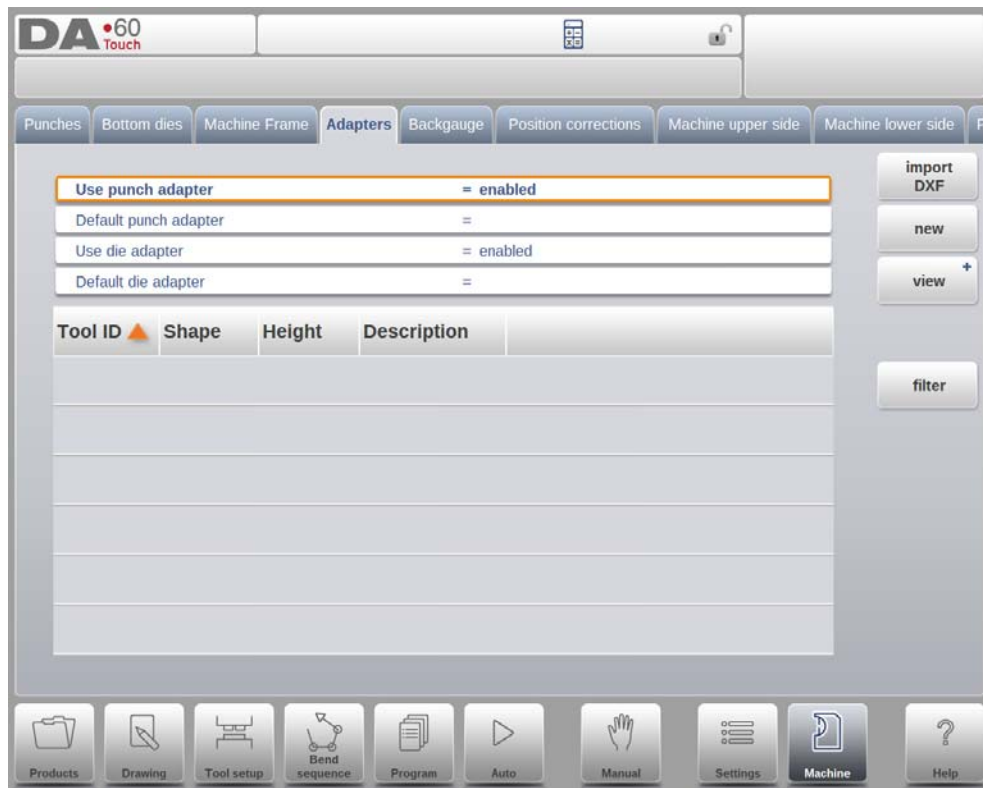 DA•60
Touch
Punches Bottom dies Machine Frame Adapters Backgauge Position corrections Machine upper side Machine lower side
Use punch adapter = enabled
Default punch adapter =
Use die adapter = enabled
Default die adapter =
import
DXF
new
view +
Tool ID Shape Height Description
filter
Products Drawing Tool setup Bend sequence Program Auto Manual Settings Machine Help